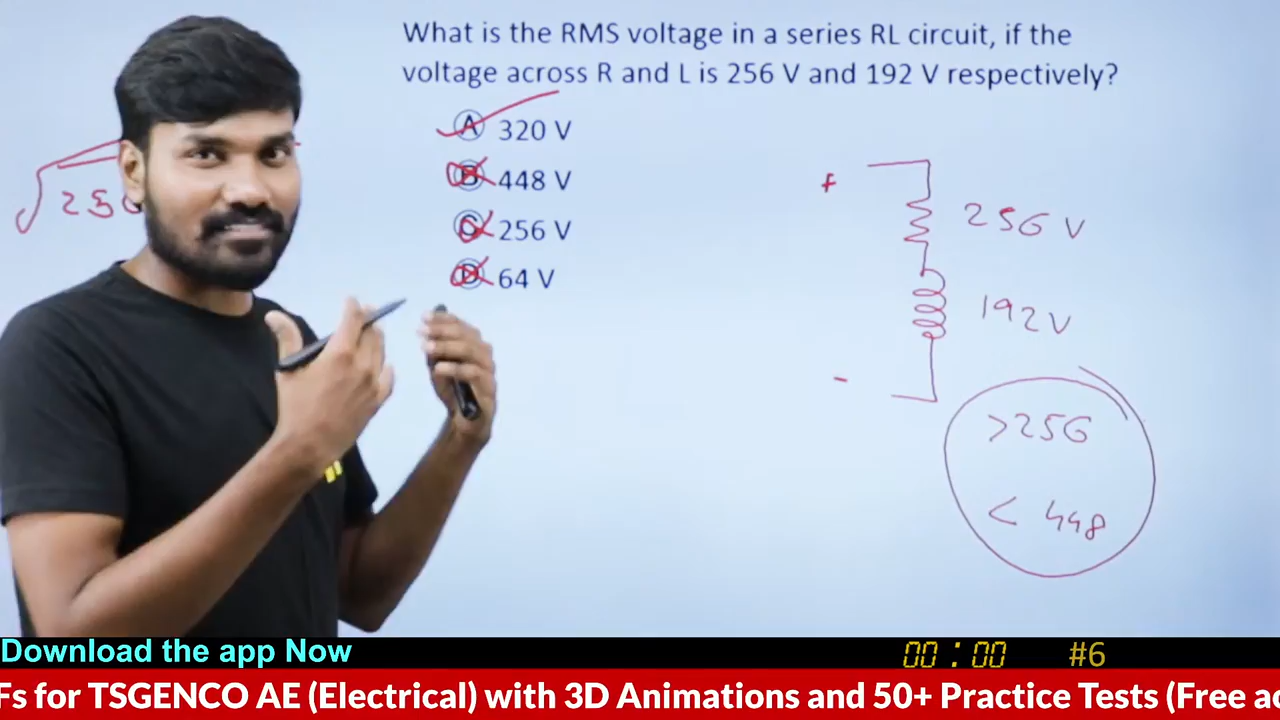 What is the RMS voltage in a series RL circuit, if the
voltage across R and L is 256 V and 192 V respectively?
A 320 V
B 448 V
C 256 V
D 64 V
+
256 V
192 V
-
>256
< 448
Download the app Now
00:00 #6
Fs for TSGENCO AE (Electrical) with 3D Animations and 50+ Practice Tests (Free